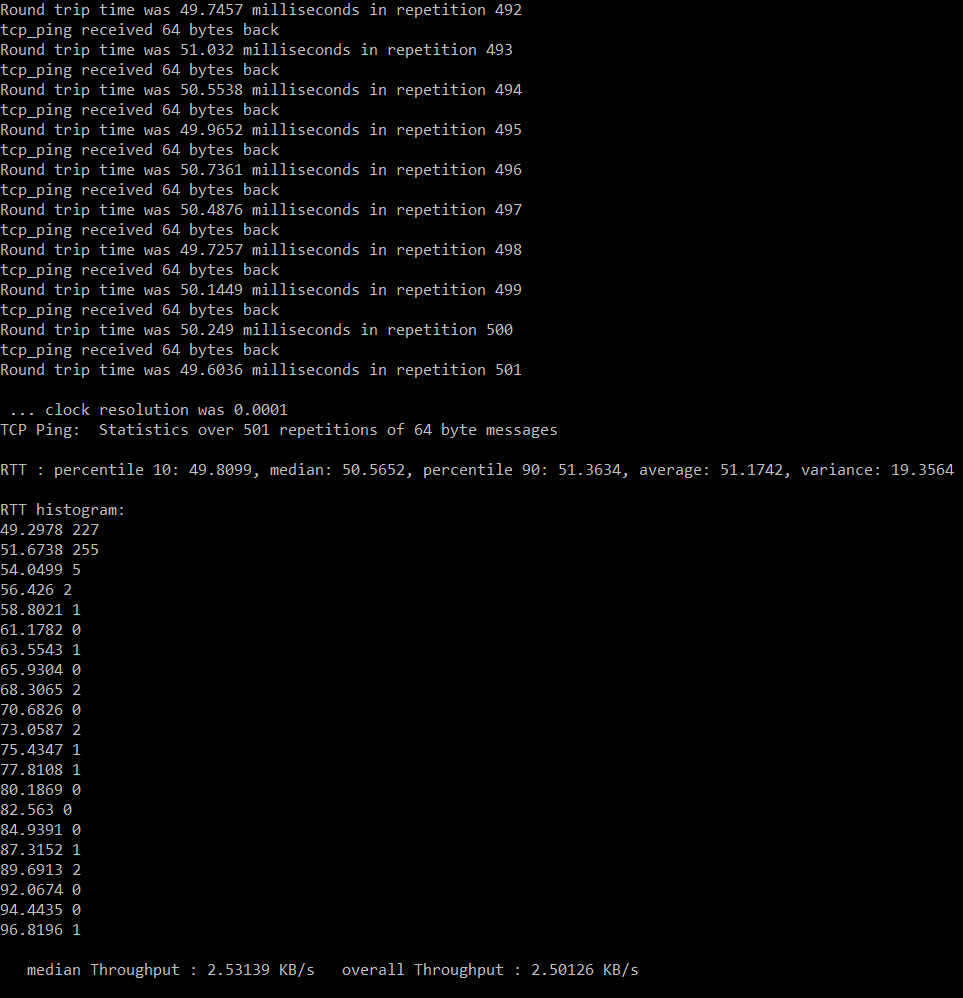 Round trip time was 49.7457 milliseconds in repetition 492
tcp_ping received 64 bytes back
Round trip time was 51.032 milliseconds in repetition 493
tcp_ping received 64 bytes back
Round trip time was 50.5538 milliseconds in repetition 494
tcp_ping received 64 bytes back
Round trip time was 49.9652 milliseconds in repetition 495
tcp_ping received 64 bytes back
Round trip time was 50.7361 milliseconds in repetition 496
tcp_ping received 64 bytes back
Round trip time was 50.4876 milliseconds in repetition 497
tcp_ping received 64 bytes back
Round trip time was 49.7257 milliseconds in repetition 498
tcp_ping received 64 bytes back
Round trip time was 50.1449 milliseconds in repetition 499
tcp_ping received 64 bytes back
Round trip time was 50.249 milliseconds in repetition 500
tcp_ping received 64 bytes back
Round trip time was 49.6036 milliseconds in repetition 501
... clock resolution was 0.0001
TCP Ping:  Statistics over 501 repetitions of 64 byte messages
RTT : percentile 10: 49.8099, median: 50.5652, percentile 90: 51.3634, average: 51.1742, variance: 19.3564
RTT histogram:
49.2978 227
51.6738 255
54.0499 5
56.426 2
58.8021 1
61.1782 0
63.5543 1
65.9304 0
68.3065 2
70.6826 0
73.0587 2
75.4347 1
77.8108 1
80.1869 0
82.563 0
84.9391 0
87.3152 1
89.6913 2
92.0674 0
94.4435 0
96.8196 1
median Throughput : 2.53139 KB/s   overall Throughput : 2.50126 KB/s